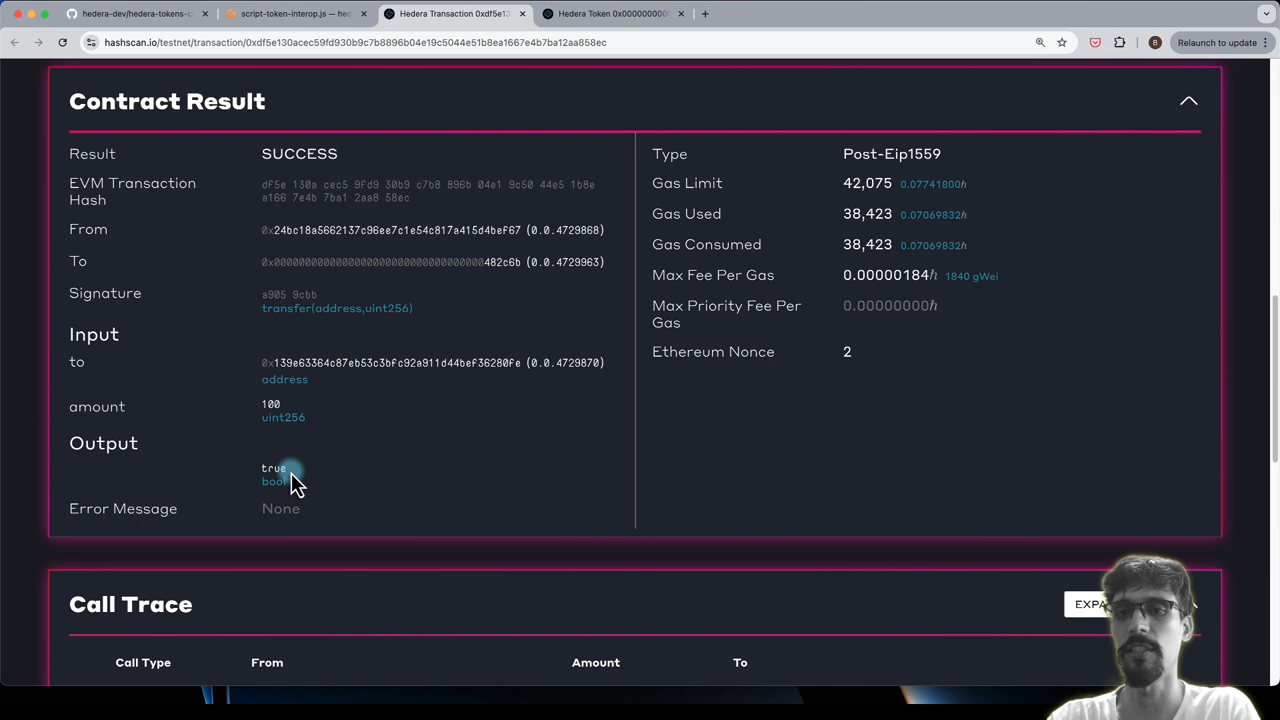 hedera-dev/hedera-tokens-c
script-token-interop.js — hed
Hedera Transaction 0xdf5e13
Hedera Token 0x000000000
hashscan.io/testnet/transaction/0xdf5e130acec59fd930b9c7b8896b04e19c5044e51b8ea1667e4b7ba12aa858ec
Relaunch to update
Contract Result
Result SUCCESS
EVM Transaction Hash
df5e 130a cec5 9fd9 30b9 c7b8 896b 04e1 9c50 44e5 1b8e
a166 7e4b 7ba1 2aa8 58ec
From 0x24bc18a5662137c96ee7c1e54c817a415d4bef67 (0.0.4729868)
To 0x0000000000000000000000000000000000482c6b (0.0.4729963)
Signature a905 9cbb
transfer(address,uint256)
Input
to 0x139e63364c87eb53c3bfc92a911d44bef36280fe (0.0.4729870)
address
amount 100
uint256
Output
true
bool
Error Message None
Type Post-Eip1559
Gas Limit 42,075 0.07741800ℏ
Gas Used 38,423 0.07069832ℏ
Gas Consumed 38,423 0.07069832ℏ
Max Fee Per Gas 0.00000184ℏ 1840 gWei
Max Priority Fee Per Gas 0.00000000ℏ
Ethereum Nonce 2
Call Trace
EXPA
Call Type From Amount To